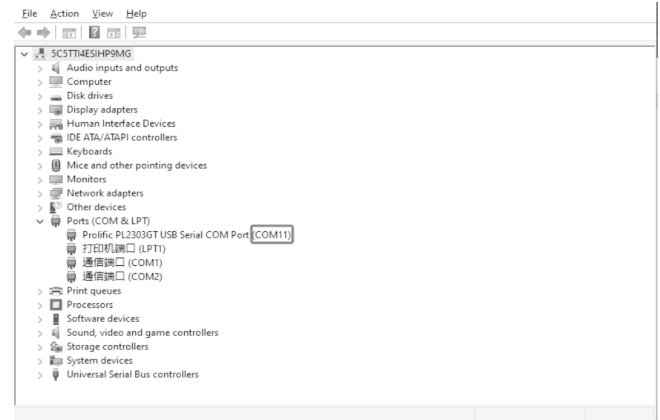 File Action View Help
5C5TTI4ESIHP9MG
Audio inputs and outputs
Computer
Disk drives
Display adapters
Human Interface Devices
IDE ATA/ATAPI controllers
Keyboards
Mice and other pointing devices
Monitors
Network adapters
Other devices
Ports (COM & LPT)
Prolific PL2303GT USB Serial COM Port (COM11)
打印机端口 (LPT1)
通信端口 (COM1)
通信端口 (COM2)
Print queues
Processors
Software devices
Sound, video and game controllers
Storage controllers
System devices
Universal Serial Bus controllers